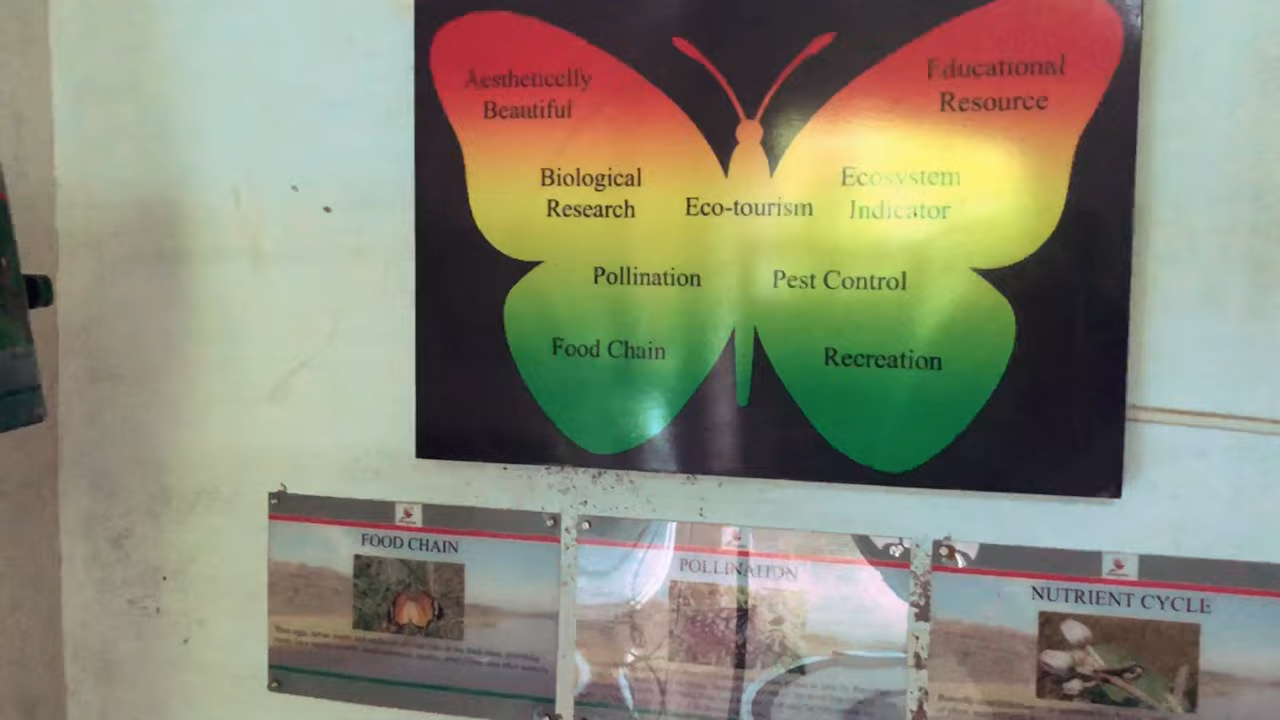 Aesthetically
Beautiful
Educational
Resource
Biological
Research
Eco-tourism
Ecosystem
Indicator
Pollination
Pest Control
Food Chain
Recreation
FOOD CHAIN
POLLINATION
NUTRIENT CYCLE